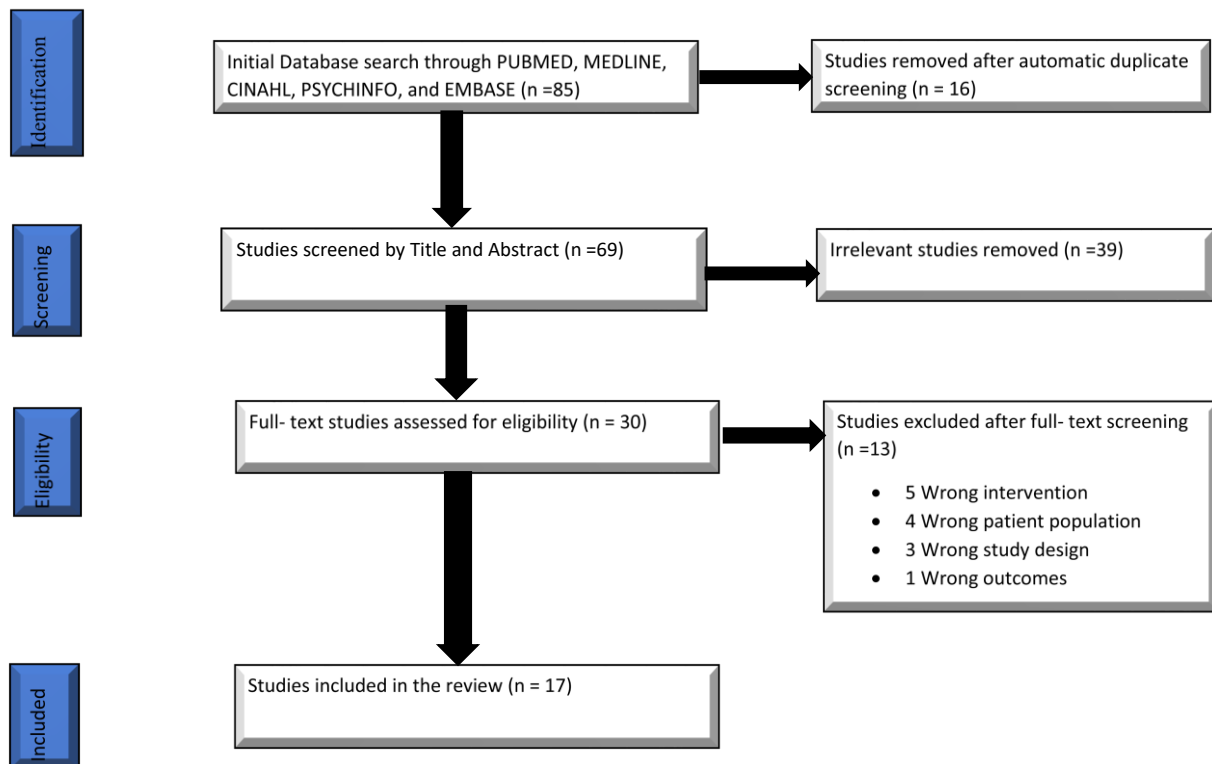 Identification
Initial Database search through PUBMED, MEDLINE,
CINAHL, PSYCHINFO, and EMBASE (n =85)
Studies removed after automatic duplicate
screening (n = 16)
Screening
Studies screened by Title and Abstract (n =69)
Irrelevant studies removed (n =39)
Eligibility
Full- text studies assessed for eligibility (n = 30)
Studies excluded after full- text screening
(n =13)
• 5 Wrong intervention
• 4 Wrong patient population
• 3 Wrong study design
• 1 Wrong outcomes
Included
Studies included in the review (n = 17)